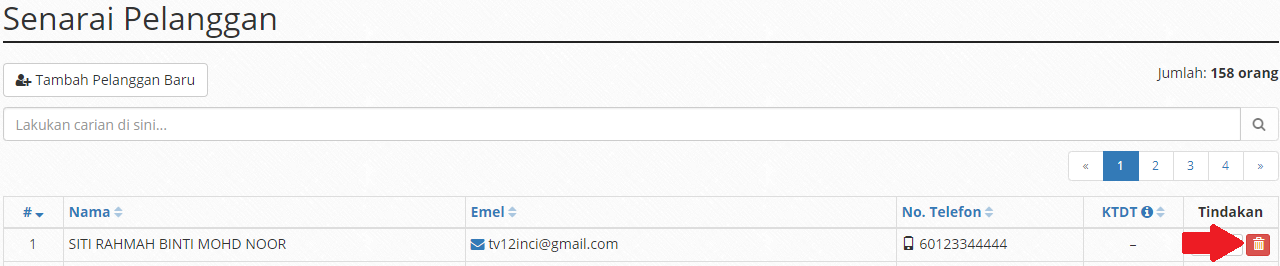 Senarai Pelanggan
Tambah Pelanggan Baru
Jumlah: 158 orang
Lakukan carian di sini...
« 1 2 3 4 »
# Nama Emel No. Telefon KTDT Tindakan
1 SITI RAHMAH BINTI MOHD NOOR tv12inci@gmail.com 60123344444 –